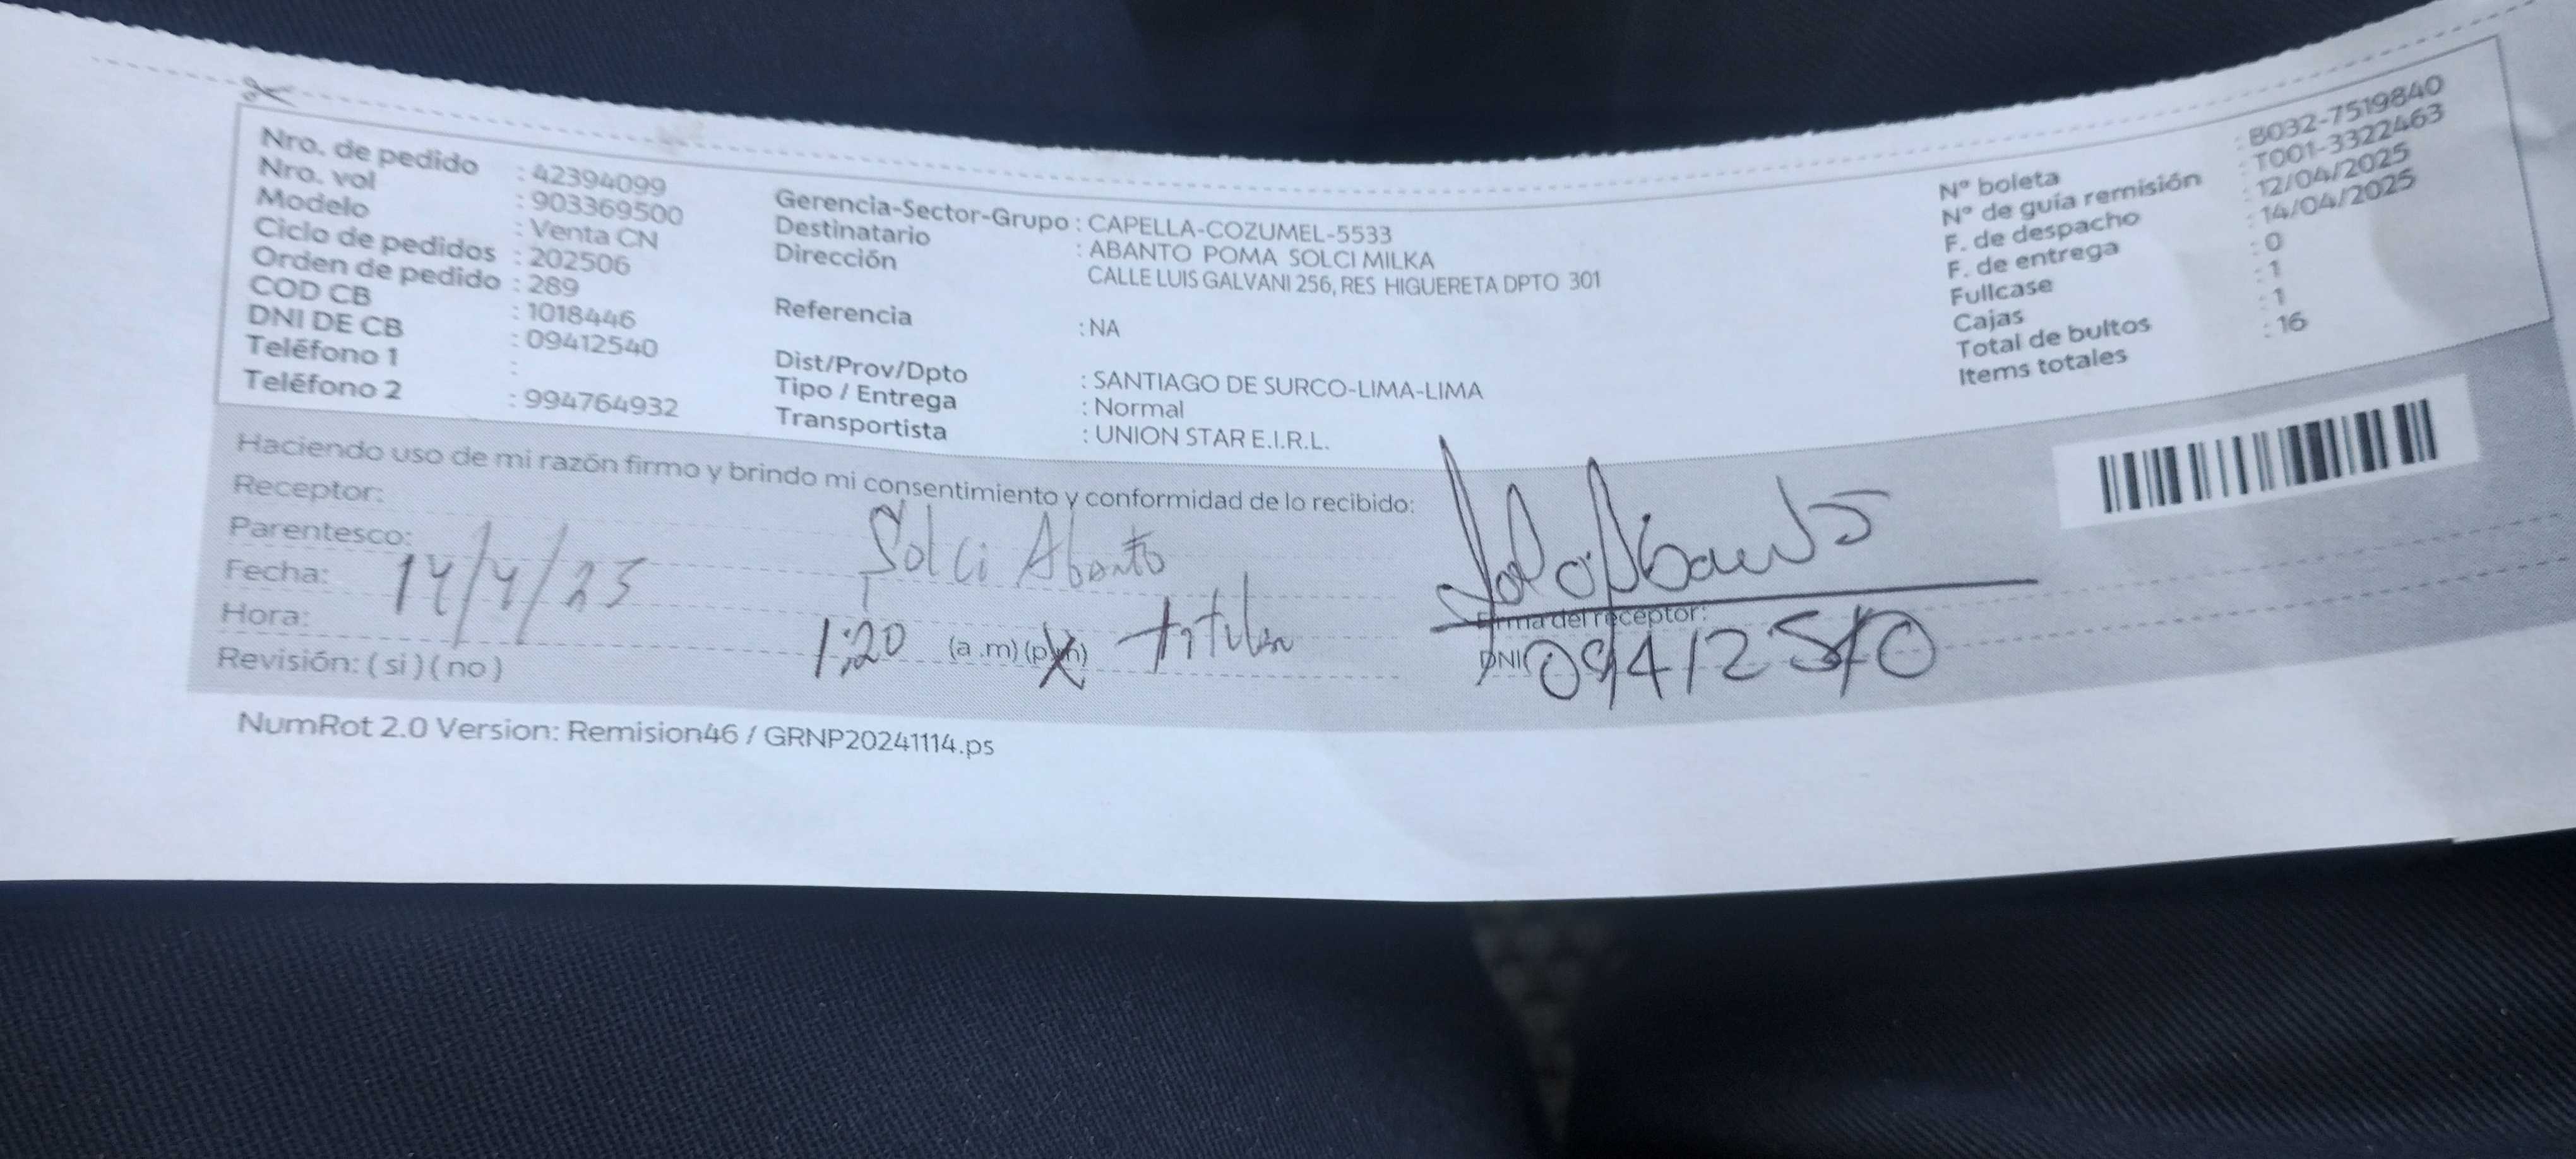 Nro. de pedido : 42394099
Nro. vol : 903369500
Modelo : Venta CN
Ciclo de pedidos : 202506
Orden de pedido : 289
COD CB : 1018446
DNI DE CB : 09412540
Teléfono 1 :
Teléfono 2 : 994764932
Gerencia-Sector-Grupo : CAPELLA-COZUMEL-5533
Destinatario : ABANTO POMA SOLCI MILKA
Dirección CALLE LUIS GALVANI 256, RES HIGUERETA DPTO 301
Referencia : NA
Dist/Prov/Dpto : SANTIAGO DE SURCO-LIMA-LIMA
Tipo / Entrega : Normal
Transportista : UNION STAR E.I.R.L.
N° boleta : B032-7519840
N° de guía remisión : T001-3322463
F. de despacho : 12/04/2025
F. de entrega : 14/04/2025
Fullcase : 0
Cajas : 1
Total de bultos : 1
Items totales : 16
Haciendo uso de mi razón firmo y brindo mi consentimiento y conformidad de lo recibido:
Receptor: Solci Abanto
Parentesco: titular
Fecha: 14/4/25
Hora: 1:20 (a.m) (p.m)
Revisión: ( si ) ( no )
Firma del receptor:
DNI 09412540
NumRot 2.0 Version: Remision46 / GRNP20241114.ps